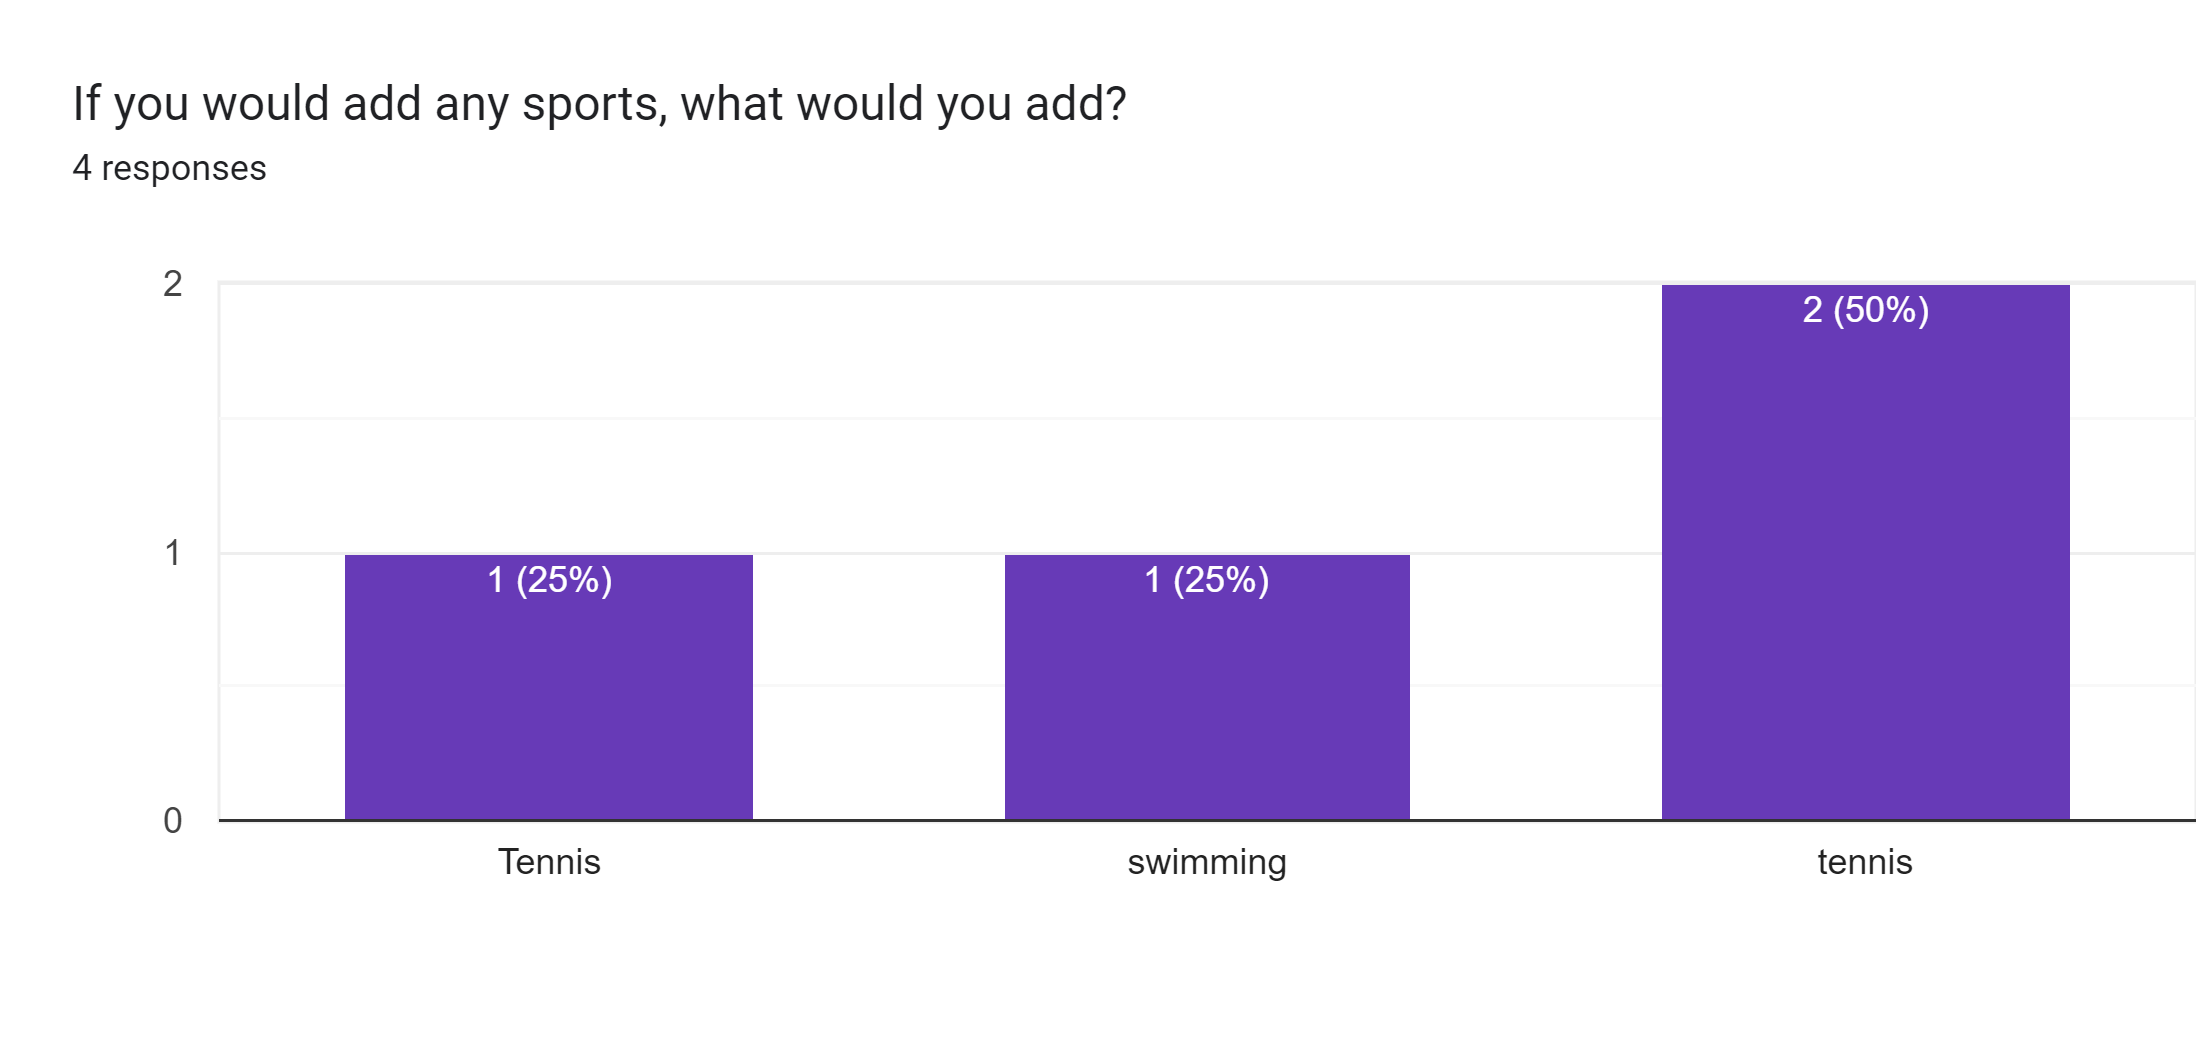 If you would add any sports, what would you add?
4 responses
2
2 (50%)
1
1 (25%)
1 (25%)
0
Tennis
swimming
tennis